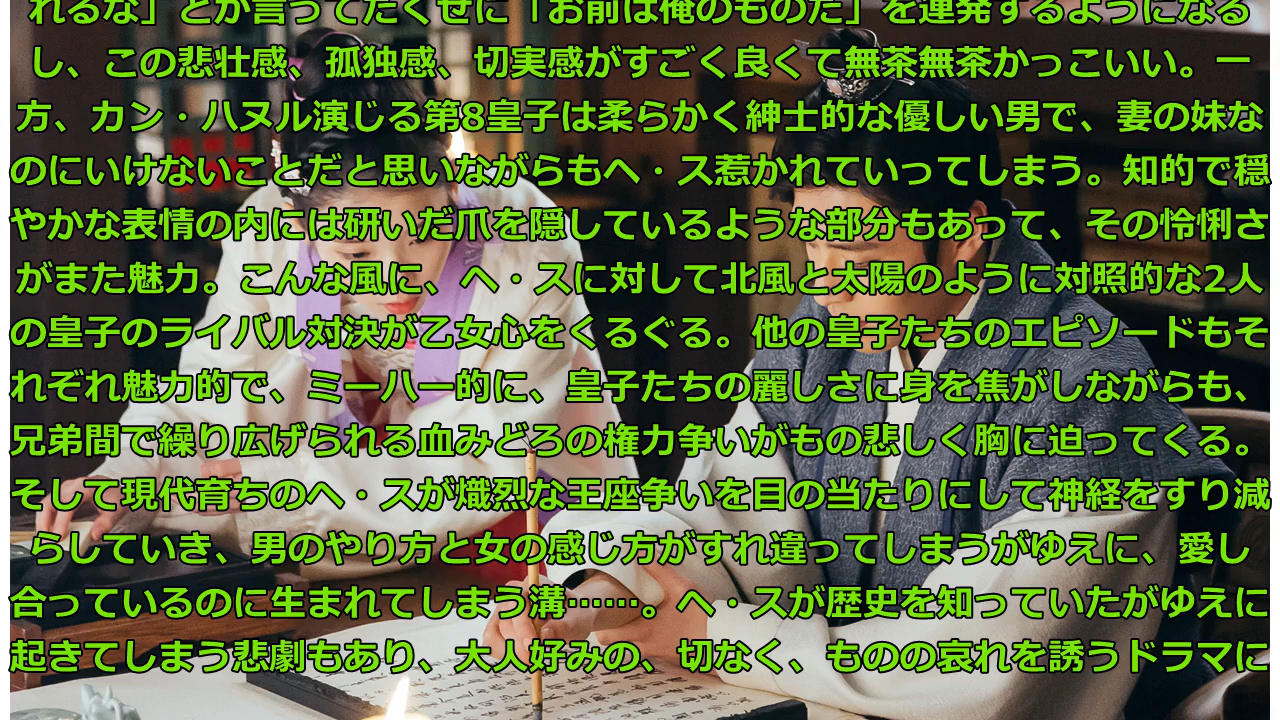 れるな」とか言ってたくせに「お前は俺のものだ」を連発するようになる
し、この悲壮感、孤独感、切実感がすごく良くて無茶無茶かっこいい。一
方、カン・ハヌル演じる第8皇子は柔らかく紳士的な優しい男で、妻の妹な
のにいけないことだと思いながらもヘ・ス惹かれていってしまう。知的で穏
やかな表情の内には研いだ爪を隠しているような部分もあって、その怜悧さ
がまた魅力。こんな風に、ヘ・スに対して北風と太陽のように対照的な2人
の皇子のライバル対決が乙女心をくるぐる。他の皇子たちのエピソードもそ
れぞれ魅力的で、ミーハー的に、皇子たちの麗しさに身を焦がしながらも、
兄弟間で繰り広げられる血みどろの権力争いがもの悲しく胸に迫ってくる。
そして現代育ちのヘ・スが熾烈な王座争いを目の当たりにして神経をすり減
らしていき、男のやり方と女の感じ方がすれ違ってしまうがゆえに、愛し
合っているのに生まれてしまう溝……。ヘ・スが歴史を知っていたがゆえに
起きてしまう悲劇もあり、大人好みの、切なく、ものの哀れを誘うドラマに